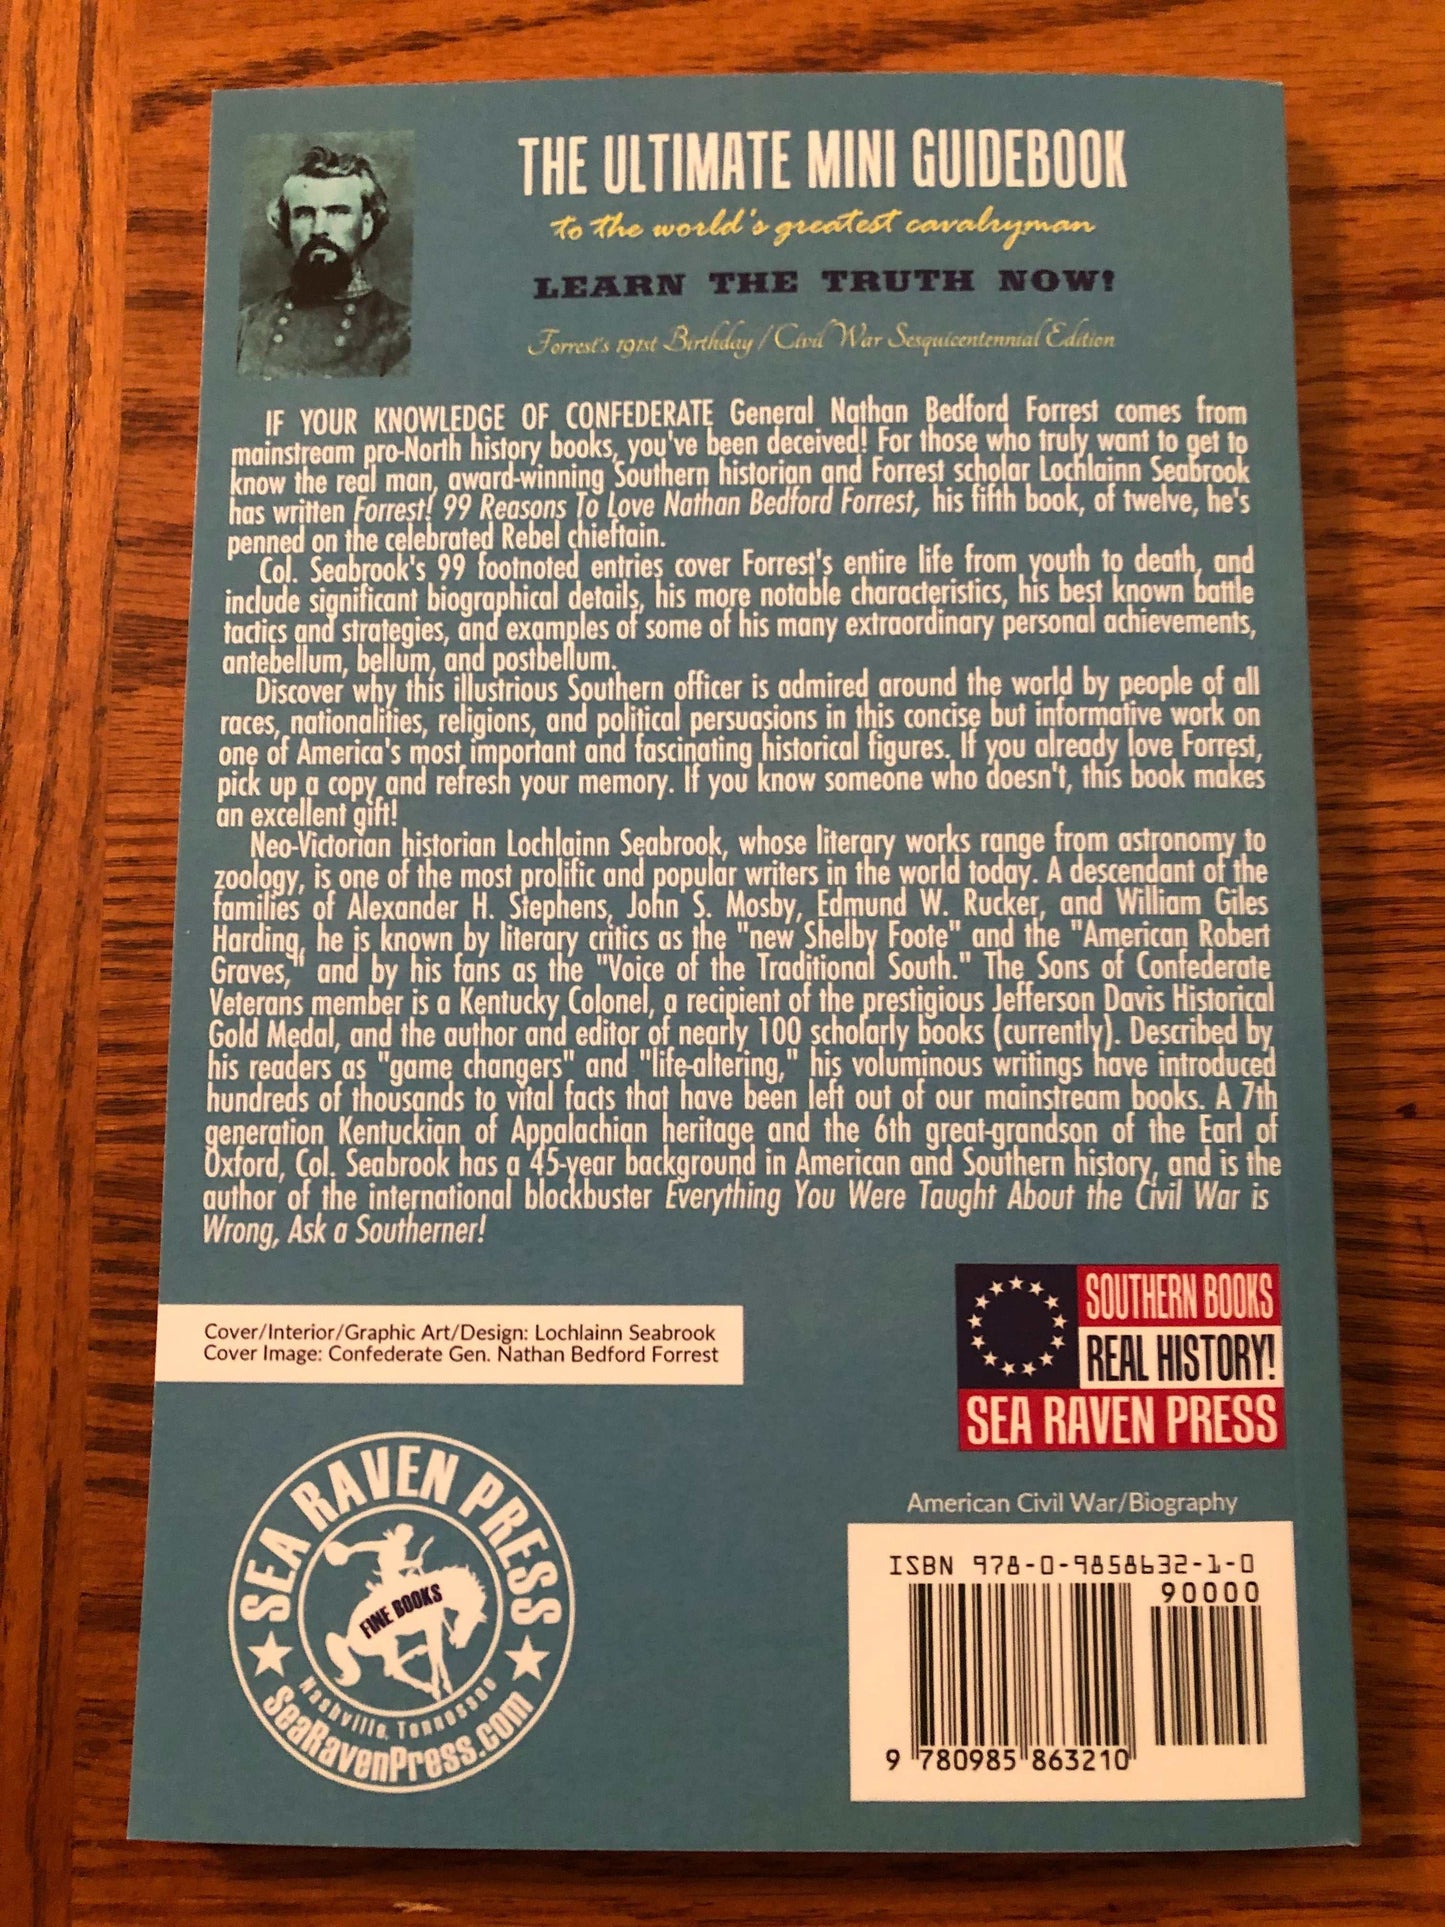 THE ULTIMATE MINI GUIDEBOOK
to the world's greatest cavalryman
LEARN THE TRUTH NOW!
Forrest's 191st Birthday / Civil War Sesquicentennial Edition
IF YOUR KNOWLEDGE OF CONFEDERATE General Nathan Bedford Forrest comes from
mainstream pro-North history books, you've been deceived! For those who truly want to get to
know the real man, award-winning Southern historian and Forrest scholar Lochlainn Seabrook
has written Forrest! 99 Reasons To Love Nathan Bedford Forrest, his fifth book, of twelve, he's
penned on the celebrated Rebel chieftain.
Col. Seabrook's 99 footnoted entries cover Forrest's entire life from youth to death, and
include significant biographical details, his more notable characteristics, his best known battle
tactics and strategies, and examples of some of his many extraordinary personal achievements,
antebellum, bellum, and postbellum.
Discover why this illustrious Southern officer is admired around the world by people of all
races, nationalities, religions, and political persuasions in this concise but informative work on
one of America's most important and fascinating historical figures. If you already love Forrest,
pick up a copy and refresh your memory. If you know someone who doesn't, this book makes
an excellent gift!
Neo-Victorian historian Lochlainn Seabrook, whose literary works range from astronomy to
zoology, is one of the most prolific and popular writers in the world today. A descendant of the
families of Alexander H. Stephens, John S. Mosby, Edmund W. Rucker, and William Giles
Harding, he is known by literary critics as the "new Shelby Foote" and the "American Robert
Graves," and by his fans as the "Voice of the Traditional South." The Sons of Confederate
Veterans member is a Kentucky Colonel, a recipient of the prestigious Jefferson Davis Historical
Gold Medal, and the author and editor of nearly 100 scholarly books (currently). Described by
his readers as "game changers" and "life-altering," his voluminous writings have introduced
hundreds of thousands to vital facts that have been left out of our mainstream books. A 7th
generation Kentuckian of Appalachian heritage and the 6th great-grandson of the Earl of
Oxford, Col. Seabrook has a 45-year background in American and Southern history, and is the
author of the international blockbuster Everything You Were Taught About the Civil War is
Wrong, Ask a Southerner!
Cover/Interior/Graphic Art/Design: Lochlainn Seabrook
Cover Image: Confederate Gen. Nathan Bedford Forrest
SOUTHERN BOOKS
REAL HISTORY!
SEA RAVEN PRESS
SEA RAVEN PRESS
FINE BOOKS
Nashville, Tennessee
SeaRavenPress.com
American Civil War/Biography
ISBN 978-0-9858632-1-0
90000
9 780985 863210